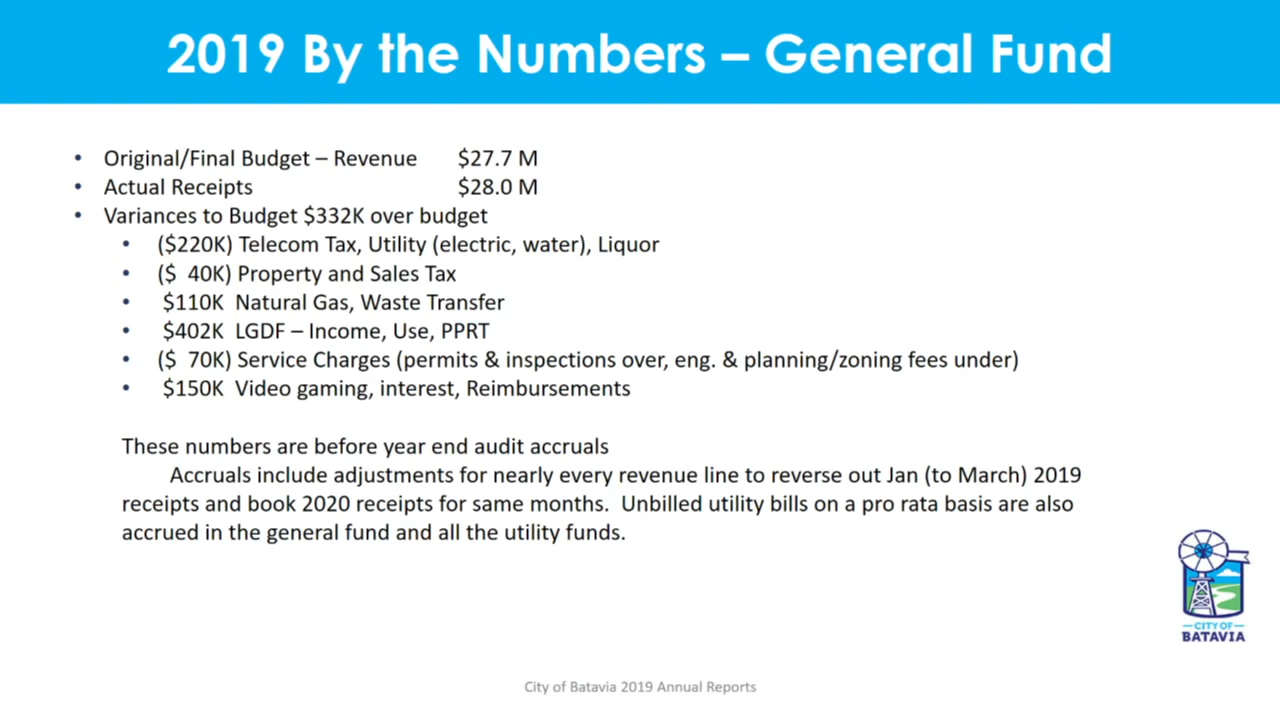 2019 By the Numbers – General Fund
• Original/Final Budget – Revenue $27.7 M
• Actual Receipts $28.0 M
• Variances to Budget $332K over budget
• ($220K) Telecom Tax, Utility (electric, water), Liquor
• ($ 40K) Property and Sales Tax
• $110K Natural Gas, Waste Transfer
• $402K LGDF – Income, Use, PPRT
• ($ 70K) Service Charges (permits & inspections over, eng. & planning/zoning fees under)
• $150K Video gaming, interest, Reimbursements
These numbers are before year end audit accruals
Accruals include adjustments for nearly every revenue line to reverse out Jan (to March) 2019
receipts and book 2020 receipts for same months. Unbilled utility bills on a pro rata basis are also
accrued in the general fund and all the utility funds.
CITY OF
BATAVIA
City of Batavia 2019 Annual Reports